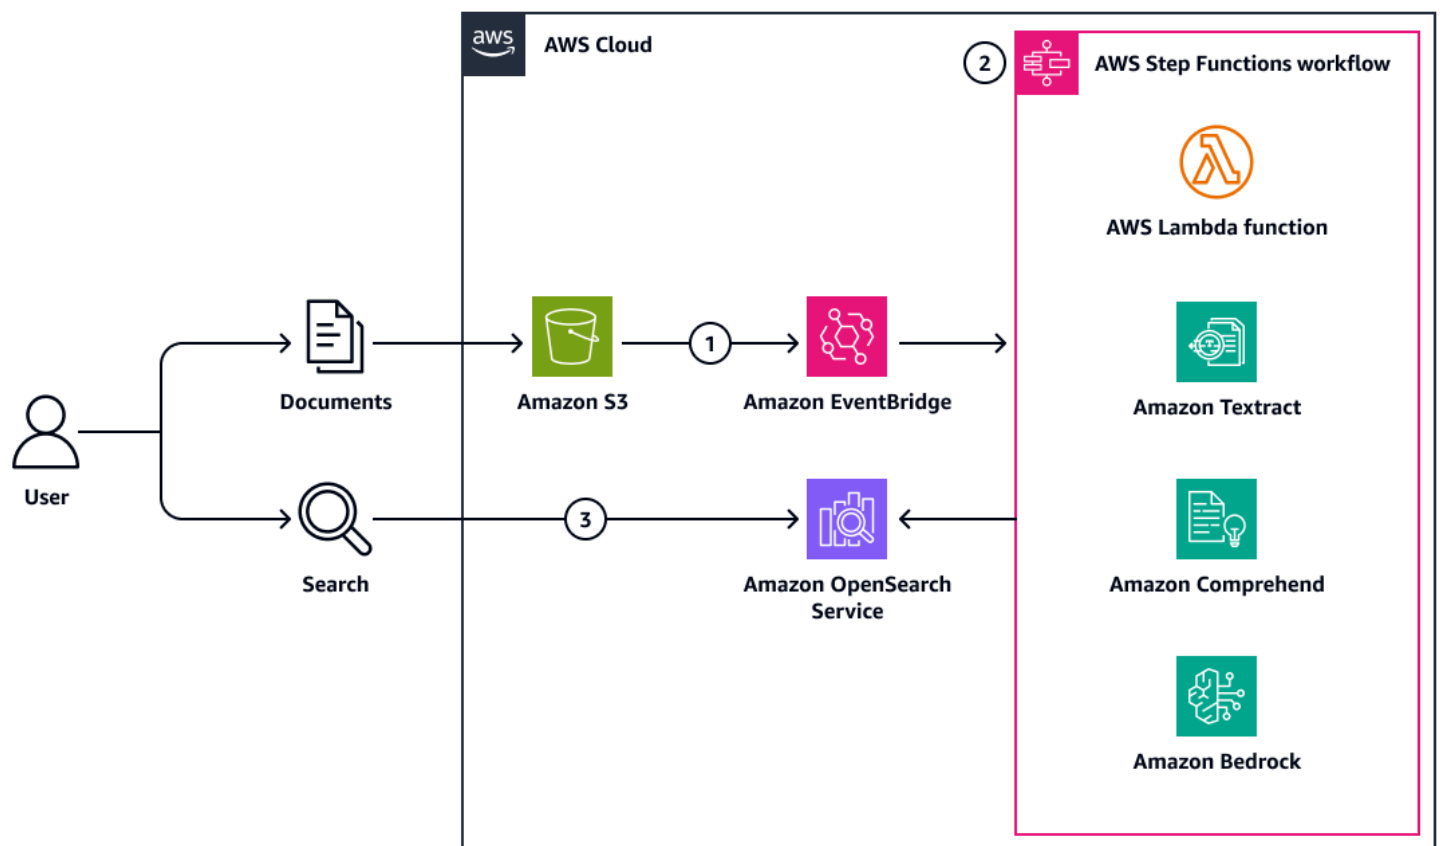 aws
AWS Cloud
2
AWS Step Functions workflow
AWS Lambda function
Documents
Amazon S3
1
Amazon EventBridge
Amazon Textract
User
Search
3
Amazon OpenSearch
Service
Amazon Comprehend
Amazon Bedrock